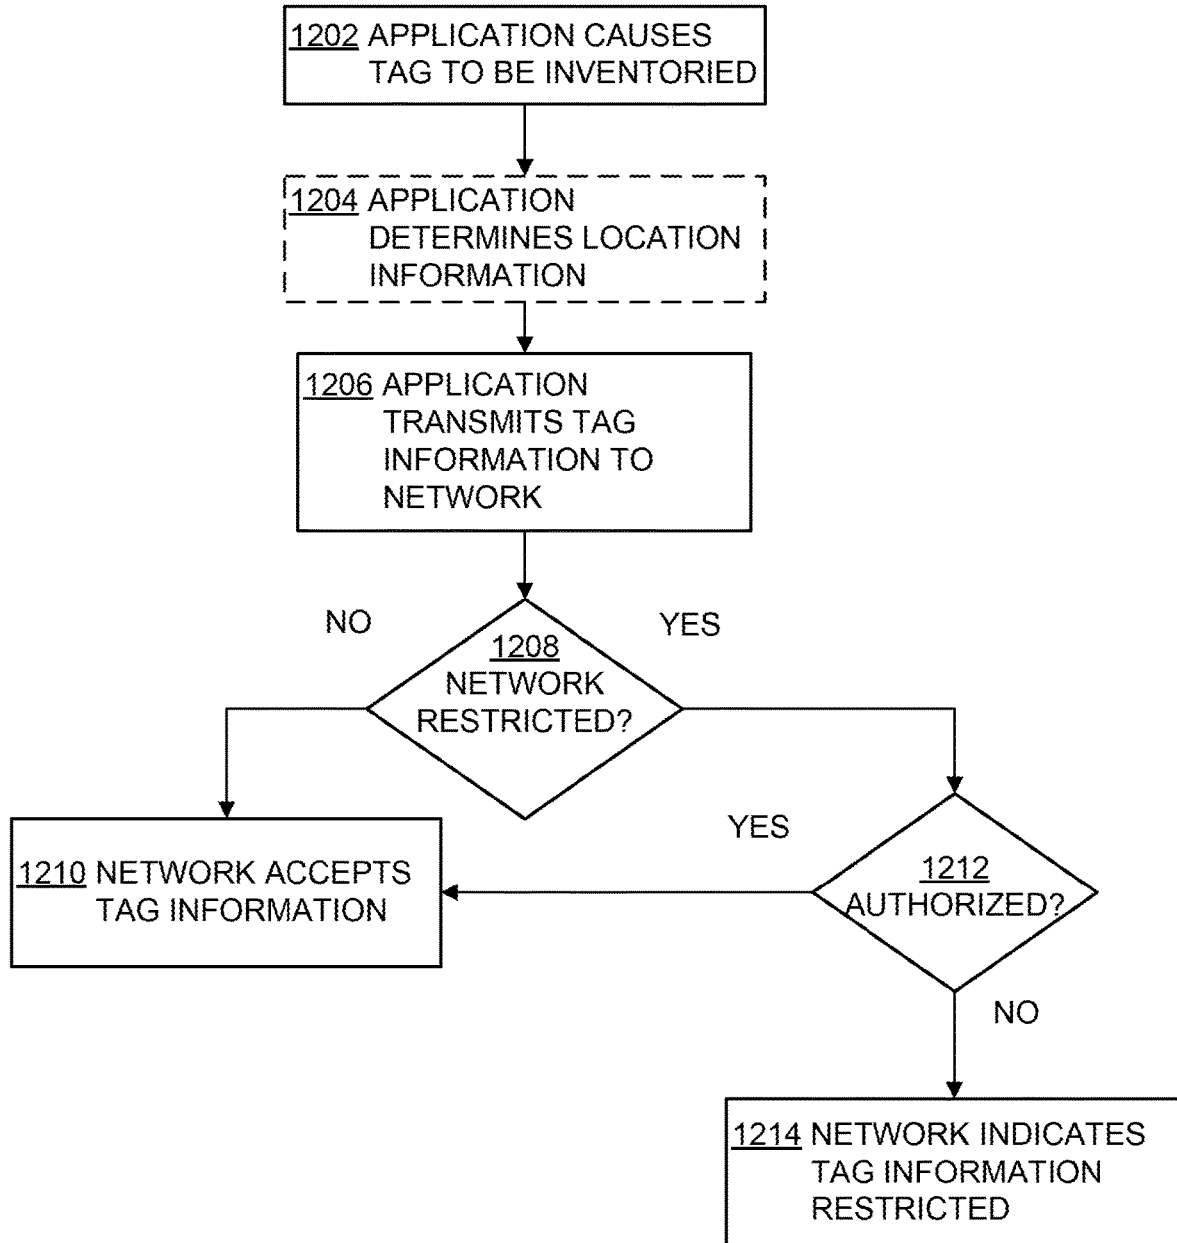 1202 APPLICATION CAUSES
TAG TO BE INVENTORIED
1204 APPLICATION
DETERMINES LOCATION
INFORMATION
1206 APPLICATION
TRANSMITS TAG
INFORMATION TO
NETWORK
NO
YES
1208
NETWORK
RESTRICTED?
1210 NETWORK ACCEPTS
TAG INFORMATION
YES
1212
AUTHORIZED?
NO
1214 NETWORK INDICATES
TAG INFORMATION
RESTRICTED